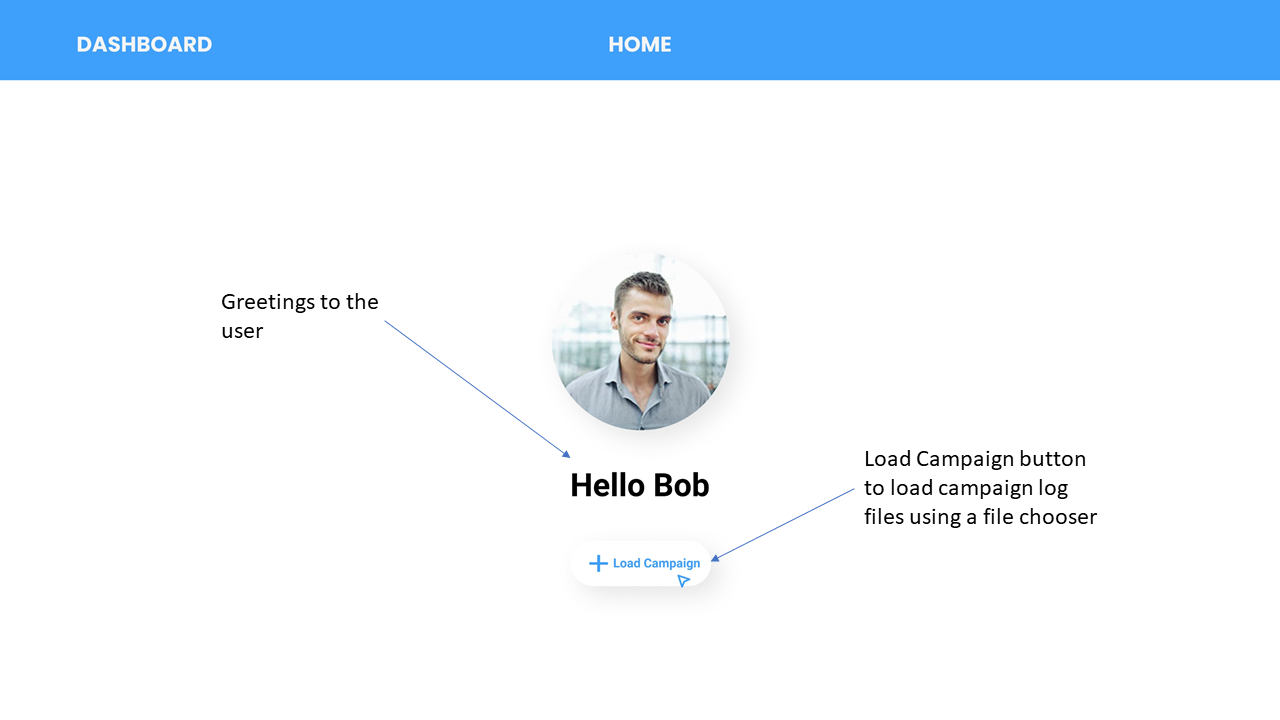 DASHBOARD
HOME
Greetings to the
user
Hello Bob
Load Campaign button
to load campaign log
files using a file chooser
Load Campaign